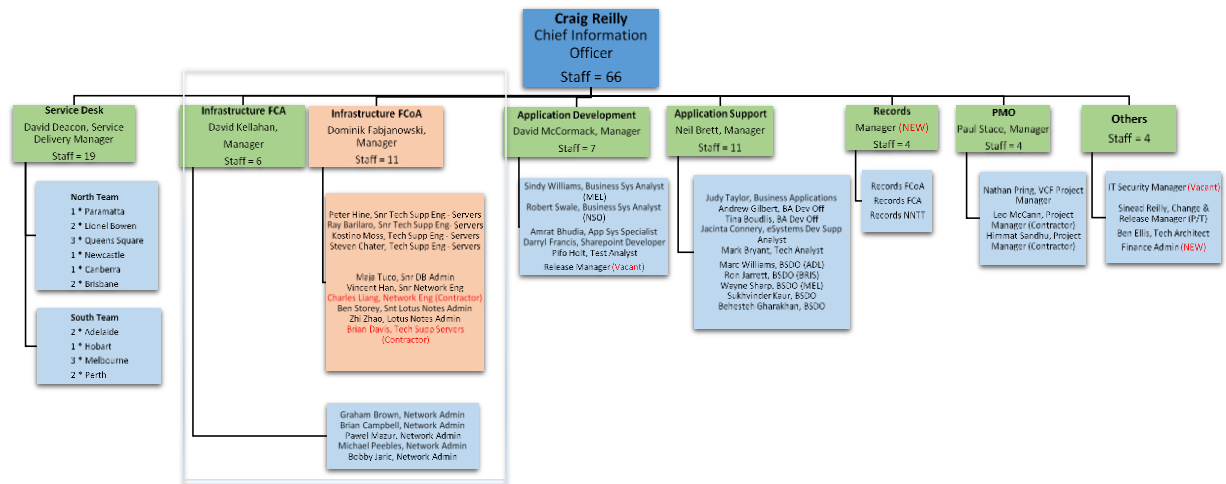 Craig Reilly
Chief Information
Officer
Staff = 66
Service Desk
David Deacon, Service
Delivery Manager
Staff = 19
Infrastructure FCA
David Kellahan,
Manager
Staff = 6
Infrastructure FCoA
Dominik Fabjanowski,
Manager
Staff = 11
Application Development
David McCormack, Manager
Staff = 7
Application Support
Neil Brett, Manager
Staff = 11
Records
Manager (NEW)
Staff = 4
PMO
Paul Stace, Manager
Staff = 4
Others
Staff = 4
North Team
1 * Paramatta
2 * Lionel Bowen
3 * Queens Square
1 * Newcastle
1 * Canberra
2 * Brisbane
South Team
2 * Adelaide
1 * Hobart
3 * Melbourne
2 * Perth
Peter Hine, Snr Tech Supp Eng - Servers
Ray Barilaro, Snr Tech Supp Eng - Servers
Kostino Moss, Tech Supp Eng - Servers
Steven Chater, Tech Supp Eng - Servers
Maja Tuco, Snr DB Admin
Vincent Han, Snr Network Eng
Charles Liang, Network Eng (Contractor)
Ben Storey, Snt Lotus Notes Admin
Zhi Zhao, Lotus Notes Admin
Brian Davis, Tech Supp Servers
(Contractor)
Graham Brown, Network Admin
Brian Campbell, Network Admin
Pawel Mazur, Network Admin
Michael Peebles, Network Admin
Bobby Jaric, Network Admin
Sindy Williams, Business Sys Analyst
(MEL)
Robert Swale, Business Sys Analyst
(NSO)
Amrat Bhudia, App Sys Specialist
Darryl Francis, Sharepoint Developer
Pifo Holt, Test Analyst
Release Manager (Vacant)
Judy Taylor, Business Applications
Andrew Gilbert, BA Dev Off
Tina Boudlis, BA Dev Off
Jacinta Connery, eSystems Dev Supp
Analyst
Mark Bryant, Tech Analyst
Marc Williams, BSDO (ADL)
Ron Jarrett, BSDO (BRIS)
Wayne Sharp, BSDO (MEL)
Sukhvinder Kaur, BSDO
Behesteh Gharakhan, BSDO
Records FCoA
Records FCA
Records NNTT
Nathan Pring, VCF Project
Manager
Leo McCann, Project
Manager (Contractor)
Himmat Sandhu, Project
Manager (Contractor)
IT Security Manager (Vacant)
Sinead Reilly, Change &
Release Manager (P/T)
Ben Ellis, Tech Architect
Finance Admin (NEW)